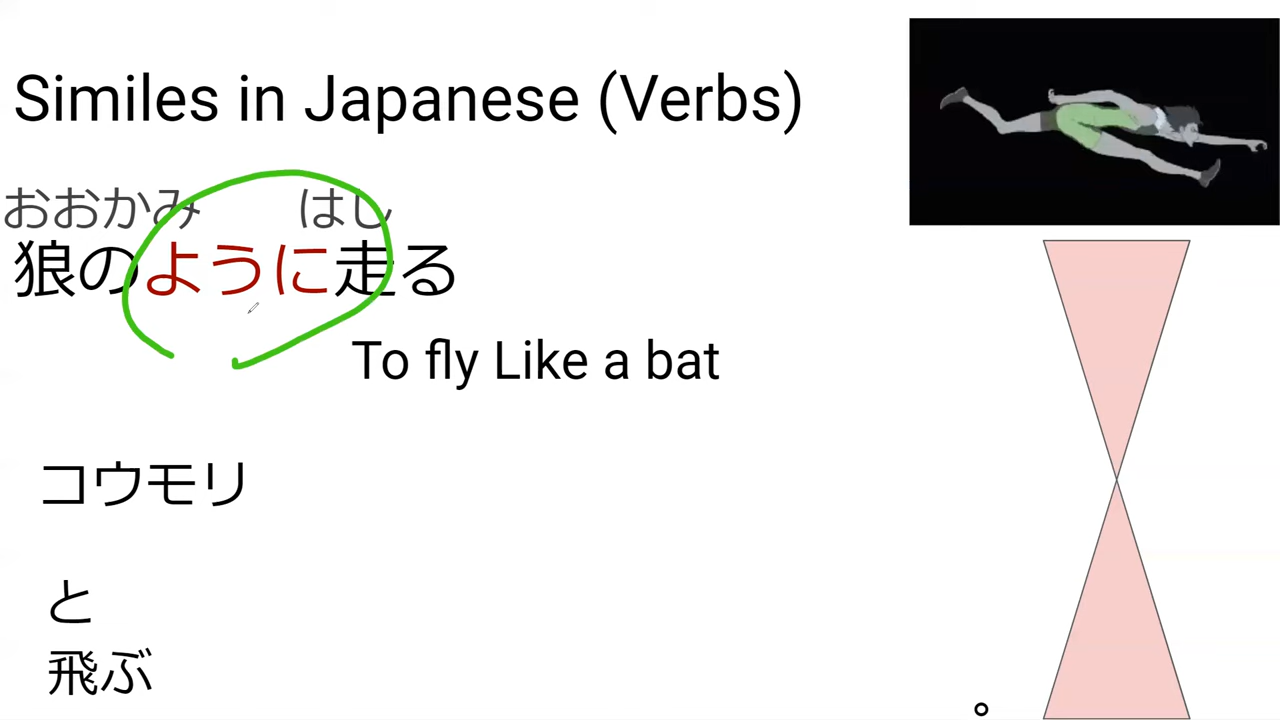 Similes in Japanese (Verbs)
おおかみ はし
狼のように走る
To fly Like a bat
コウモリ
と
飛ぶ